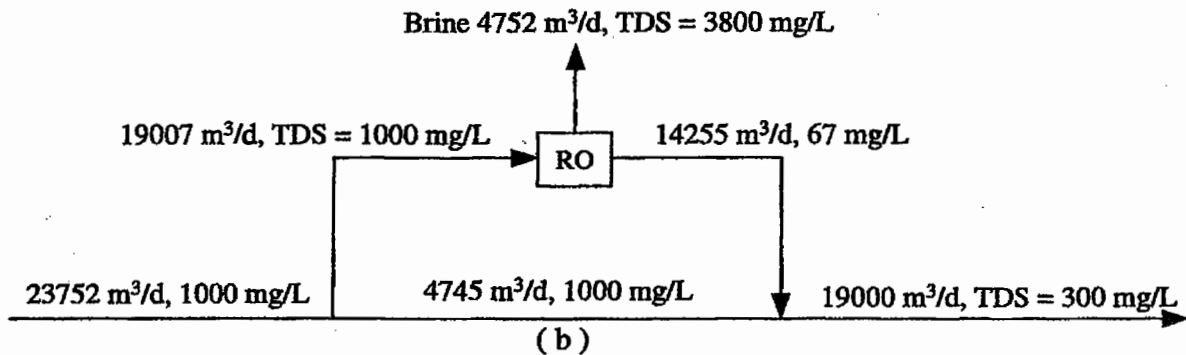 Brine 4752 m³/d, TDS = 3800 mg/L
19007 m³/d, TDS = 1000 mg/L
RO
14255 m³/d, 67 mg/L
23752 m³/d, 1000 mg/L
4745 m³/d, 1000 mg/L
19000 m³/d, TDS = 300 mg/L
( b )